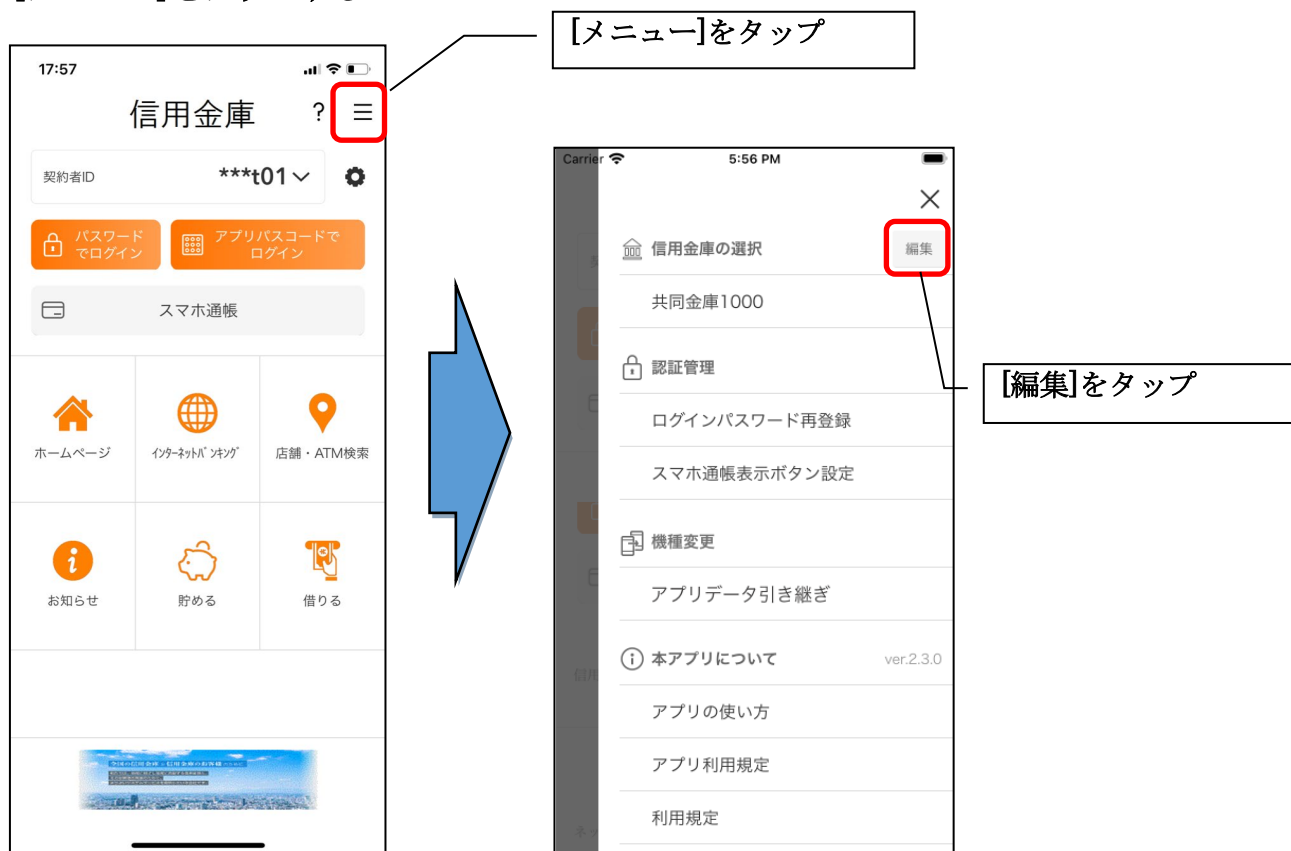 [メニュー]をタップ
17:57
信用金庫 ?
契約者ID ***t01
パスワード
でログイン
アプリパスコードで
ログイン
スマホ通帳
ホームページ
インターネットバンキング
店舗・ATM検索
お知らせ
貯める
借りる
Carrier 5:56 PM
信用金庫の選択 編集
共同金庫1000
[編集]をタップ
認証管理
ログインパスワード再登録
スマホ通帳表示ボタン設定
機種変更
アプリデータ引き継ぎ
本アプリについて ver.2.3.0
アプリの使い方
アプリ利用規定
利用規定